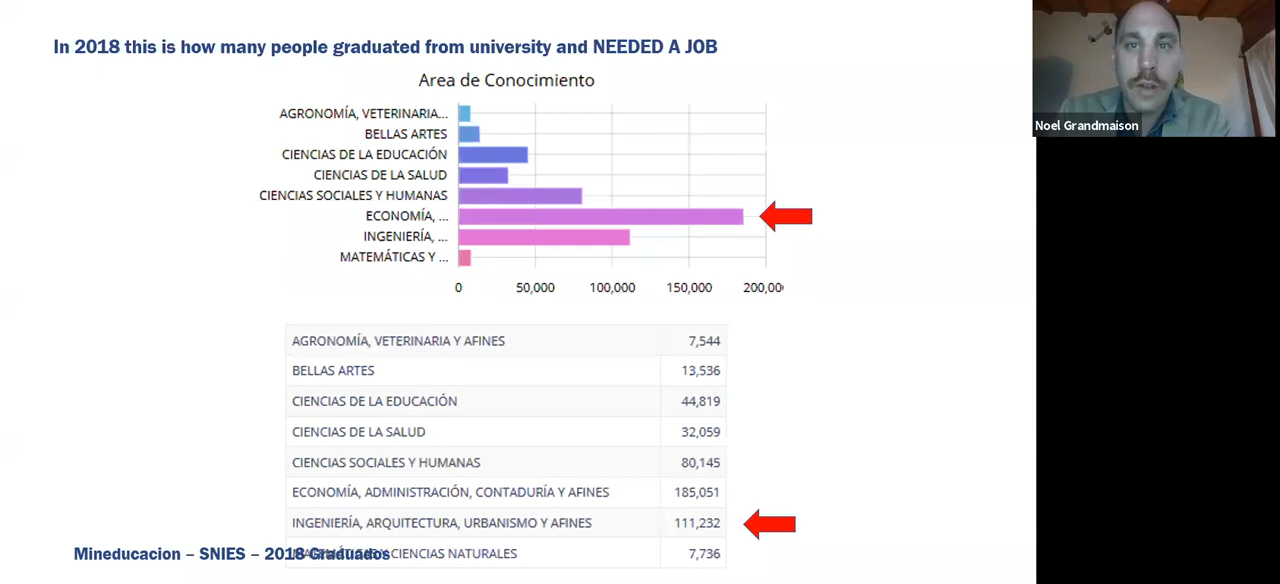 In 2018 this is how many people graduated from university and NEEDED A JOB
Noel Grandmaison
Area de Conocimiento
AGRONOMÍA, VETERINARIA...
BELLAS ARTES
CIENCIAS DE LA EDUCACIÓN
CIENCIAS DE LA SALUD
CIENCIAS SOCIALES Y HUMANAS
ECONOMÍA, ...
INGENIERÍA, ...
MATEMÁTICAS Y ...
0 50,000 100,000 150,000 200,00
AGRONOMÍA, VETERINARIA Y AFINES 7,544
BELLAS ARTES 13,536
CIENCIAS DE LA EDUCACIÓN 44,819
CIENCIAS DE LA SALUD 32,059
CIENCIAS SOCIALES Y HUMANAS 80,145
ECONOMÍA, ADMINISTRACIÓN, CONTADURÍA Y AFINES 185,051
INGENIERÍA, ARQUITECTURA, URBANISMO Y AFINES 111,232
Y CIENCIAS NATURALES 7,736
Mineducacion – SNIES – 2018 Graduados